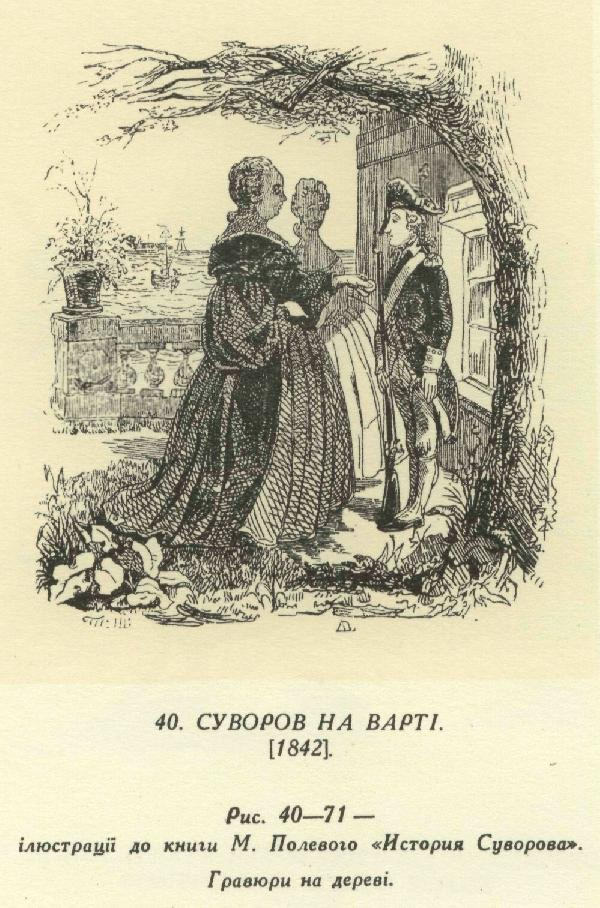 40. СУВОРОВ НА ВАРТІ.
[1842].
Рис. 40—71 —
ілюстрації до книги М. Полевого «История Суворова».
Гравюри на дереві.